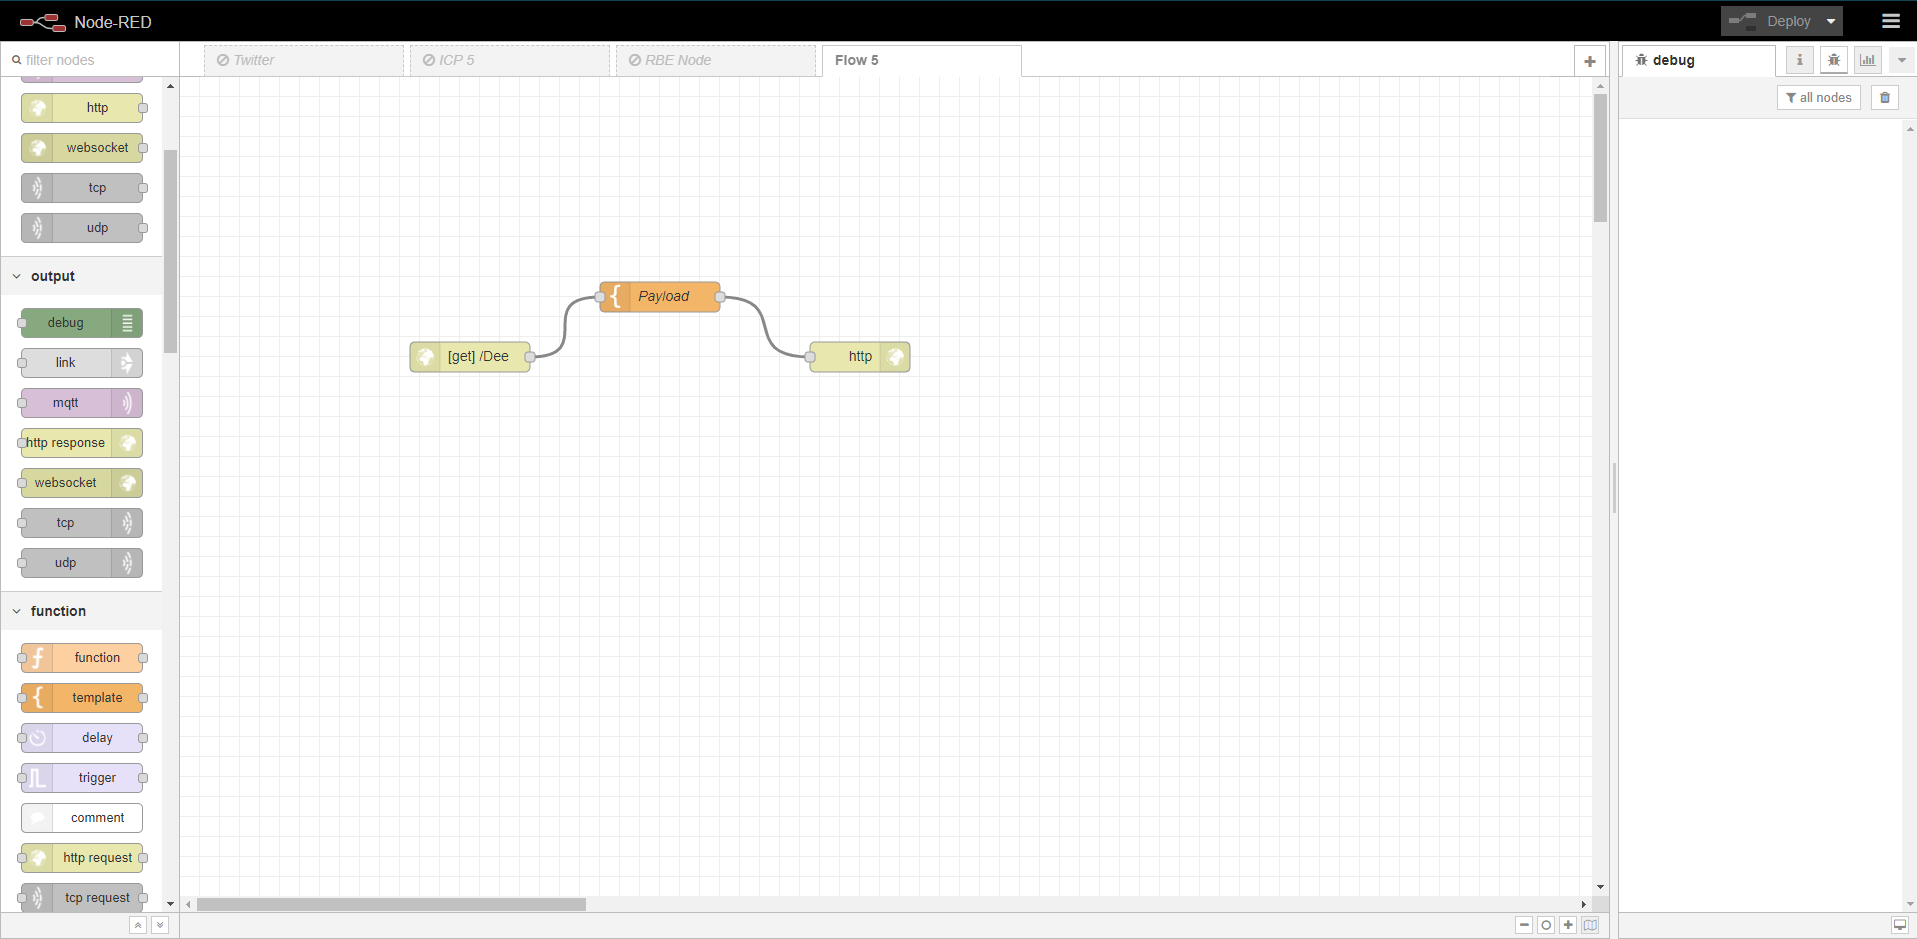 Node-RED
Deploy
filter nodes
Twitter
ICP 5
RBE Node
Flow 5
debug
all nodes
http
websocket
tcp
udp
output
debug
link
mqtt
http response
websocket
tcp
udp
function
function
template
delay
trigger
comment
http request
tcp request
[get] /Dee
Payload
http